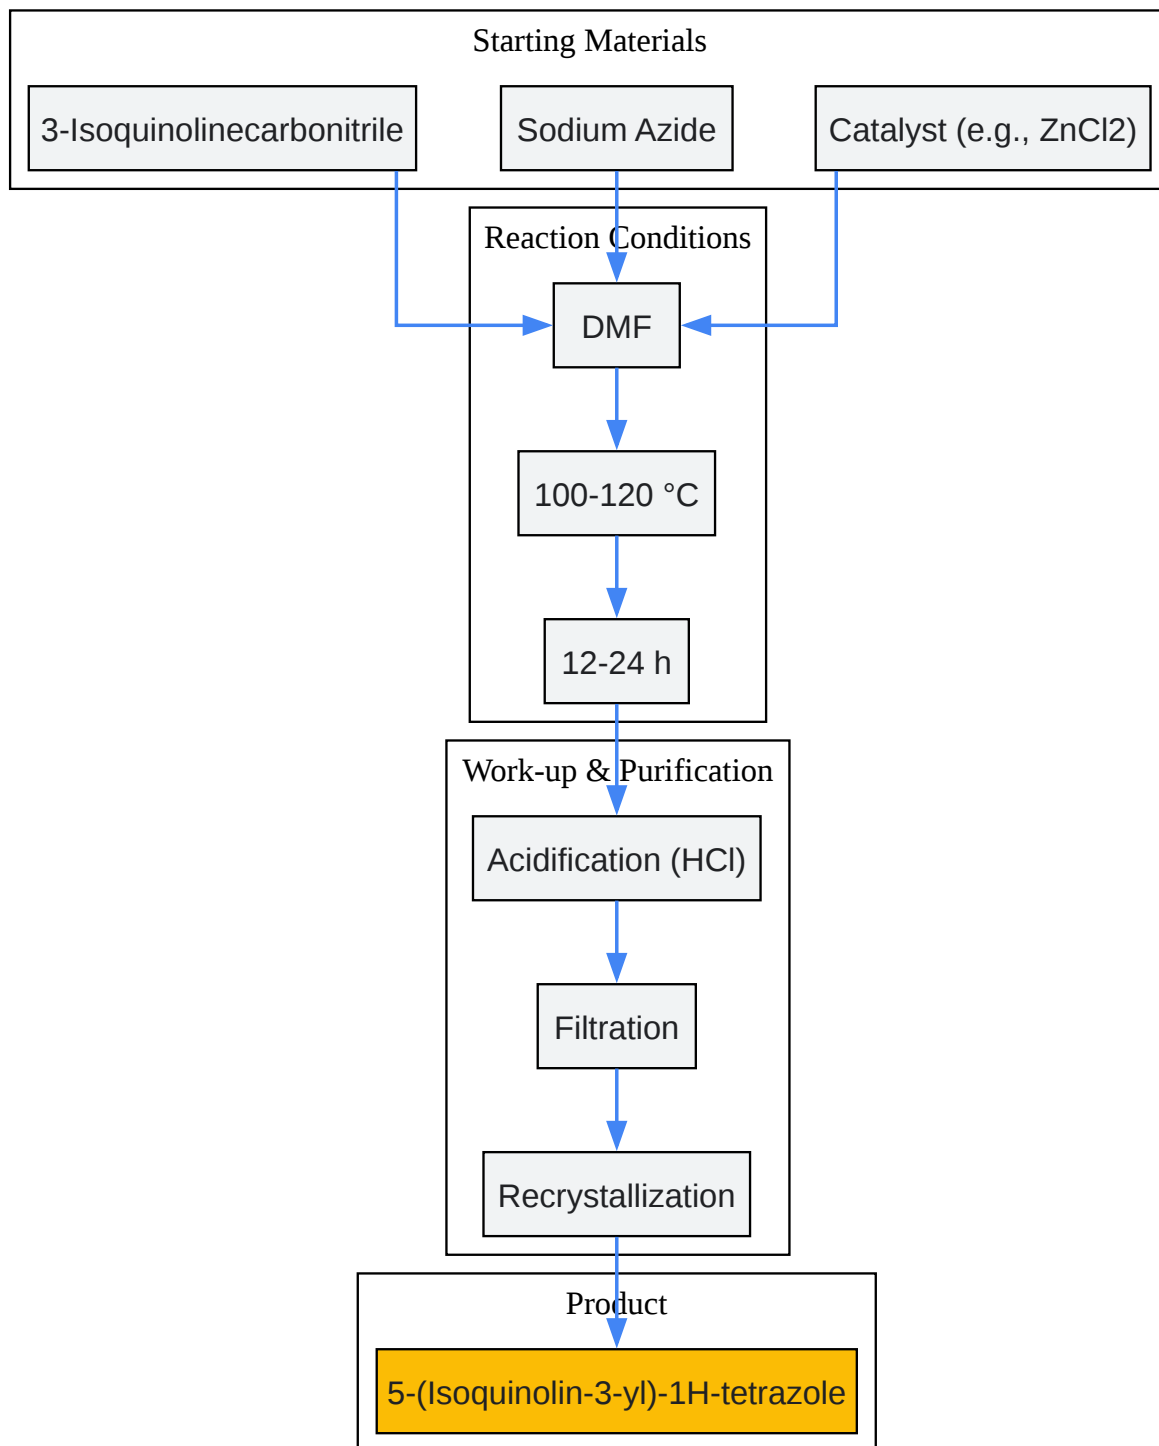 Starting Materials
3-Isoquinolinecarbonitrile
Sodium Azide
Catalyst (e.g., ZnCl2)
Reaction Conditions
DMF
100-120 °C
12-24 h
Work-up & Purification
Acidification (HCl)
Filtration
Recrystallization
Product
5-(Isoquinolin-3-yl)-1H-tetrazole